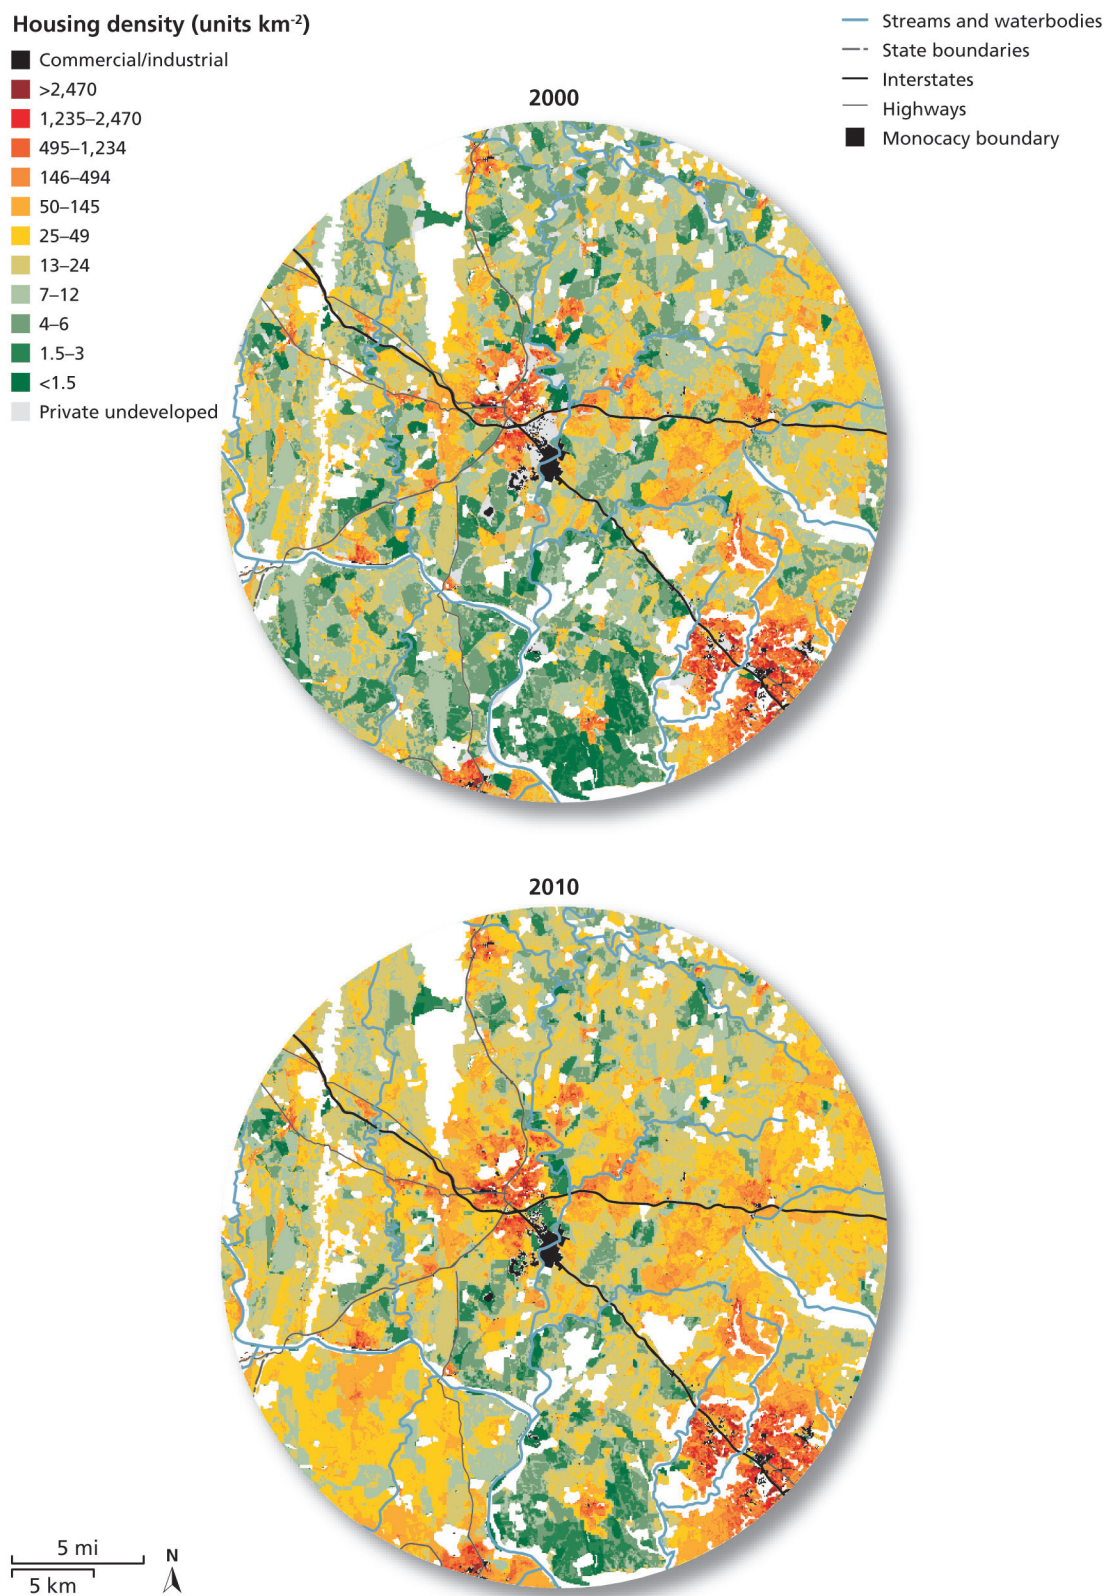 Housing density (units km-2)
Commercial/industrial
>2,470
1,235–2,470
495–1,234
146–494
50–145
25–49
13–24
7–12
4–6
1.5–3
<1.5
Private undeveloped
Streams and waterbodies
State boundaries
Interstates
Highways
Monocacy boundary
2000
2010
5 mi
5 km
N